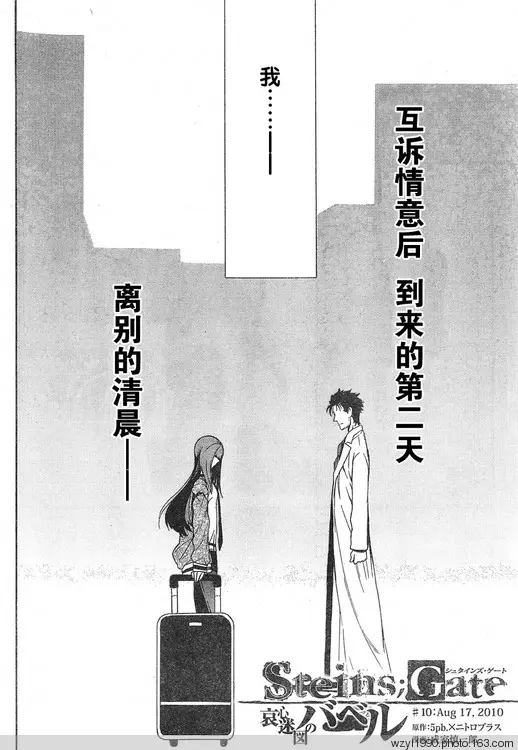 互诉情意后 到来的第二天
我……——
离别的清晨——
シュタインズ・ゲート
Steins;Gate
哀心迷図のバベル
#10:Aug 17, 2010
原作:5pb.×ニトロプラス
wzyl1990.photo.163.com